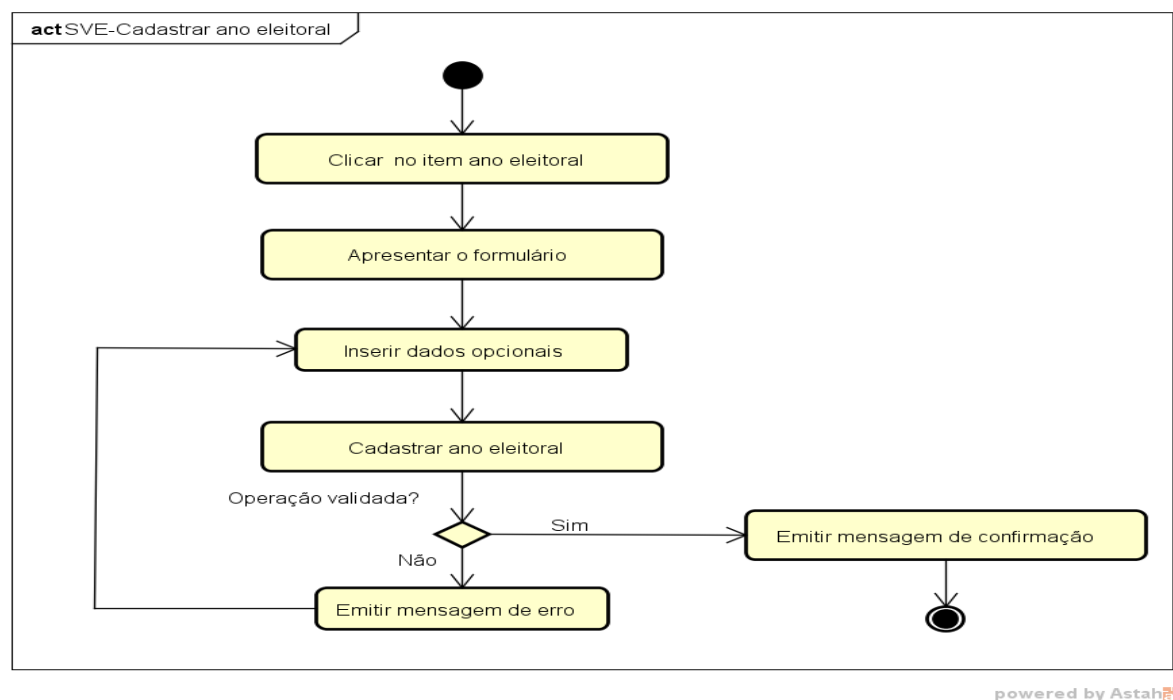 act SVE-Cadastrar ano eleitoral
Clicar no item ano eleitoral
Apresentar o formulário
Inserir dados opcionais
Cadastrar ano eleitoral
Operação validada?
Sim
Emitir mensagem de confirmação
Não
Emitir mensagem de erro
powered by Astah